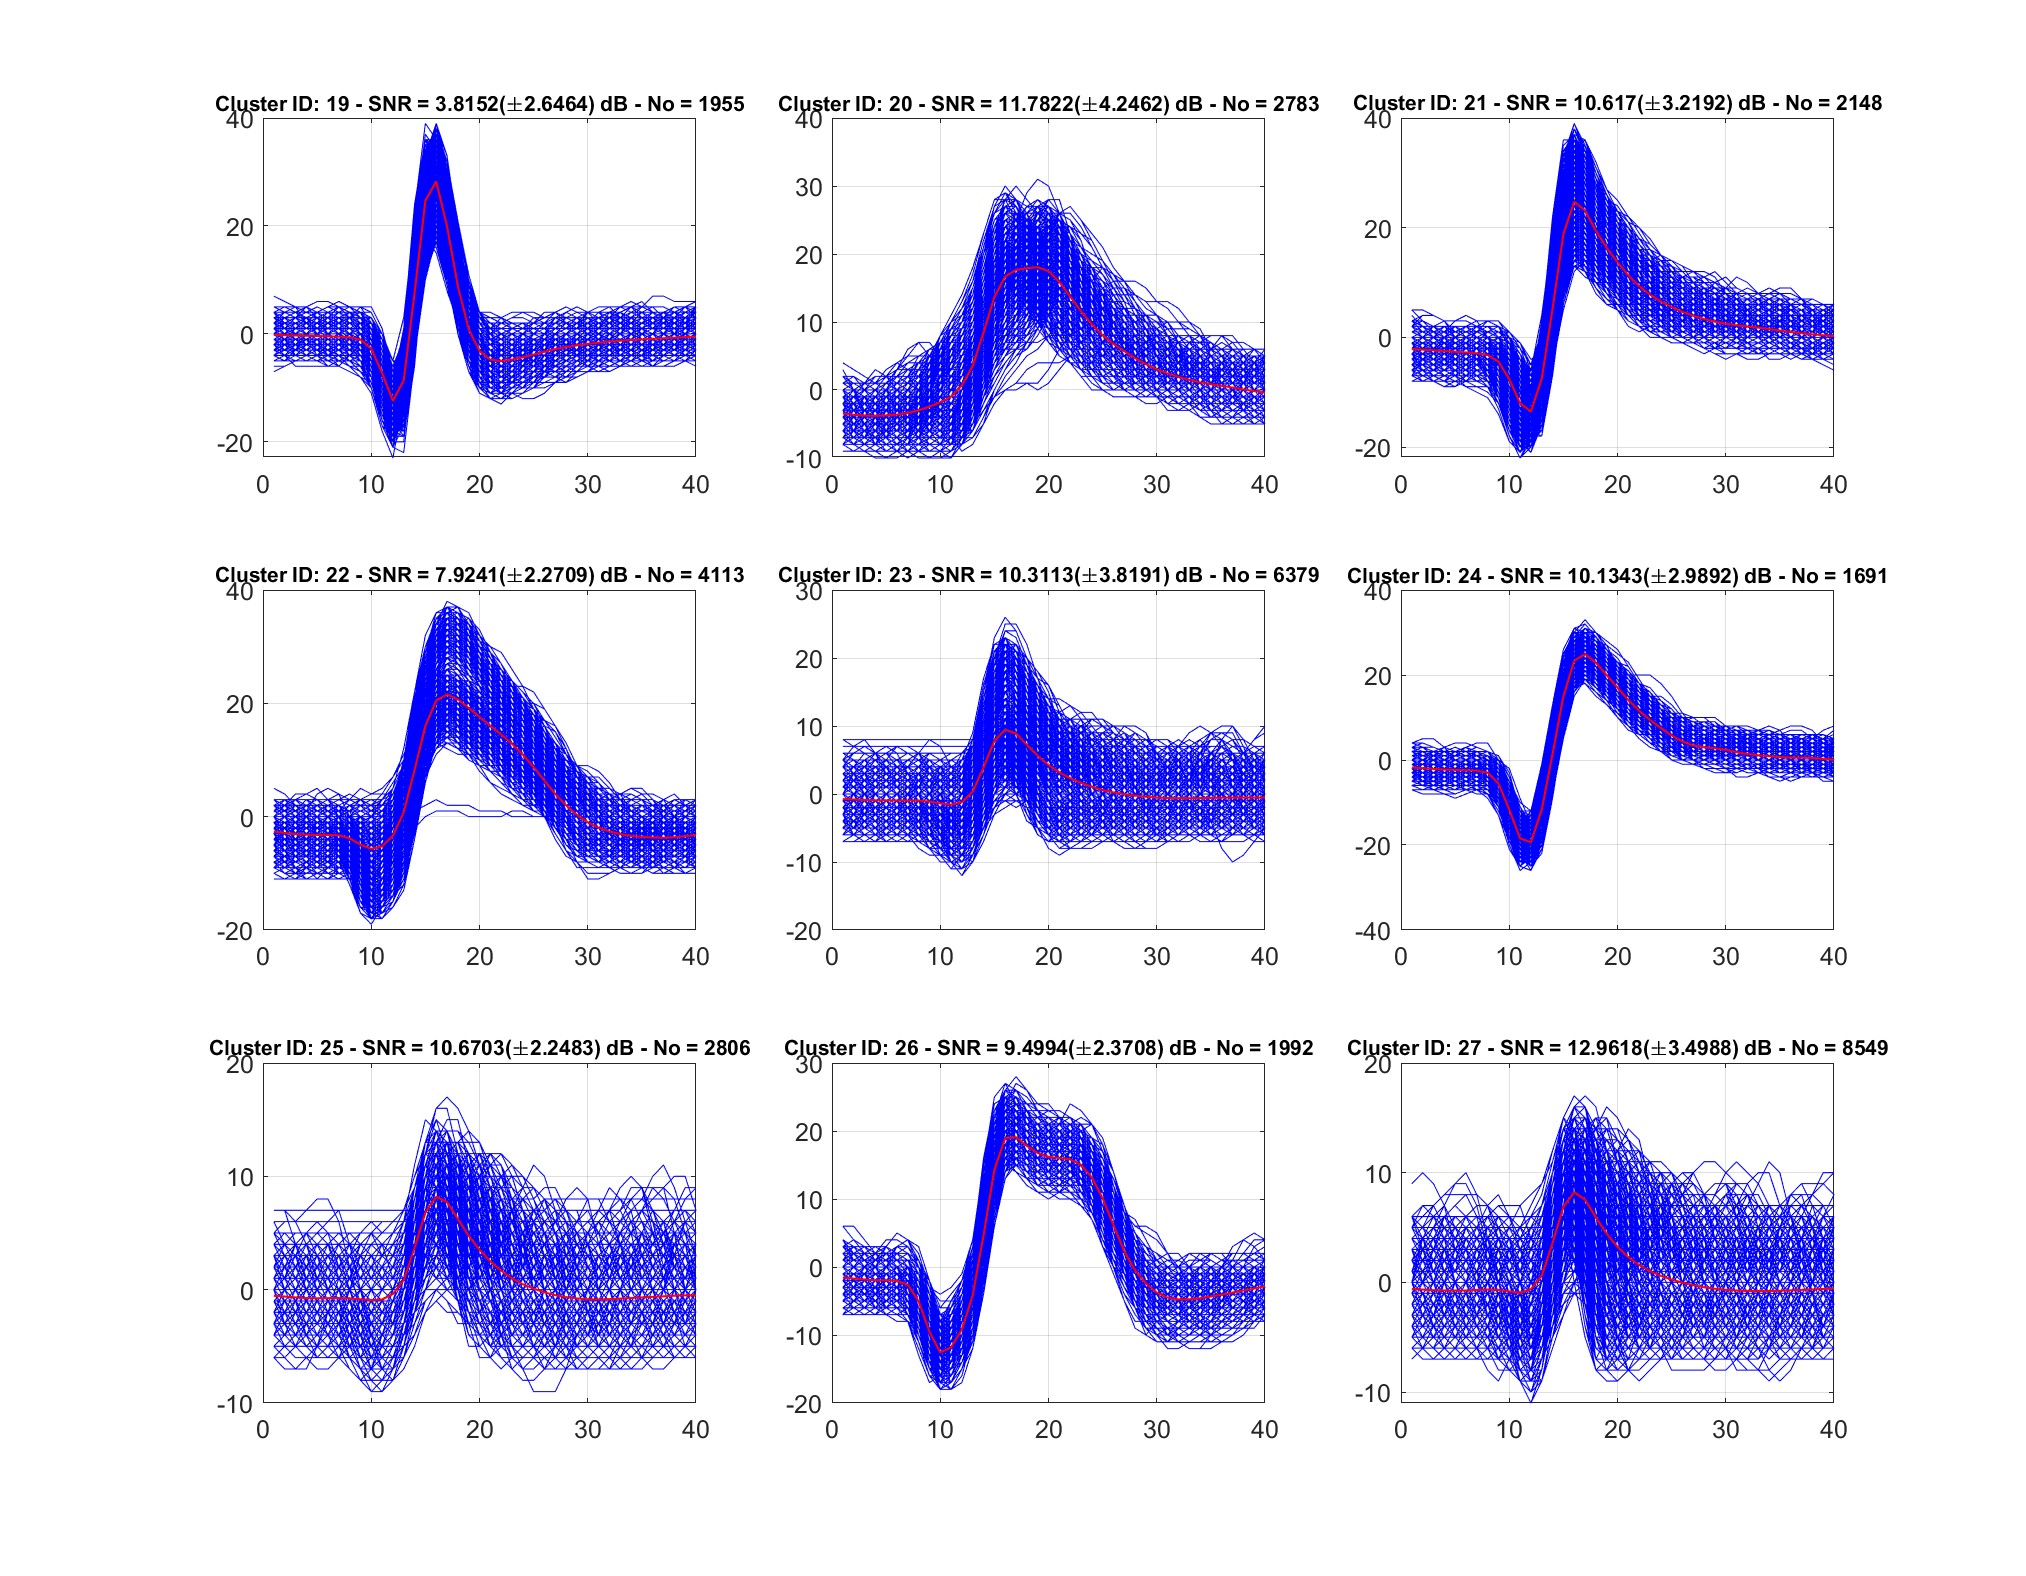 Cluster ID: 19 - SNR = 3.8152(±2.6464) dB - No = 1955
40
20
0
-20
0 10 20 30 40
Cluster ID: 20 - SNR = 11.7822(±4.2462) dB - No = 2783
40
30
20
10
0
-10
0 10 20 30 40
Cluster ID: 21 - SNR = 10.617(±3.2192) dB - No = 2148
40
20
0
-20
0 10 20 30 40
Cluster ID: 22 - SNR = 7.9241(±2.2709) dB - No = 4113
40
20
0
-20
0 10 20 30 40
Cluster ID: 23 - SNR = 10.3113(±3.8191) dB - No = 6379
30
20
10
0
-10
-20
0 10 20 30 40
Cluster ID: 24 - SNR = 10.1343(±2.9892) dB - No = 1691
40
20
0
-20
-40
0 10 20 30 40
Cluster ID: 25 - SNR = 10.6703(±2.2483) dB - No = 2806
20
10
0
-10
0 10 20 30 40
Cluster ID: 26 - SNR = 9.4994(±2.3708) dB - No = 1992
30
20
10
0
-10
-20
0 10 20 30 40
Cluster ID: 27 - SNR = 12.9618(±3.4988) dB - No = 8549
20
10
0
-10
0 10 20 30 40